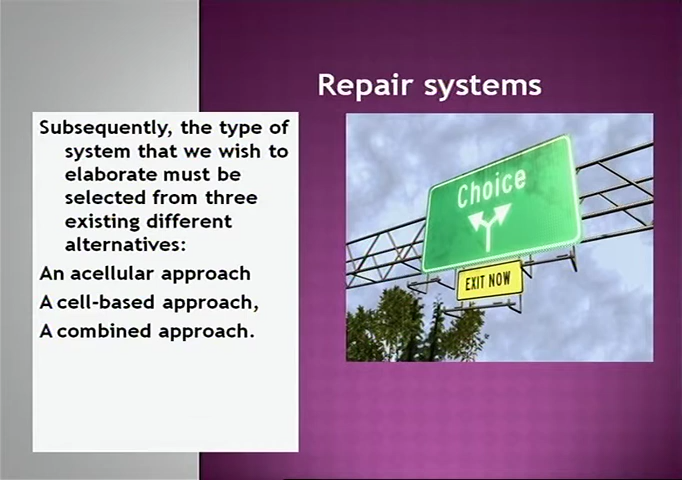 Repair systems
Subsequently, the type of
system that we wish to
elaborate must be
selected from three
existing different
alternatives:
An acellular approach
A cell-based approach,
A combined approach.
Choice
EXIT NOW